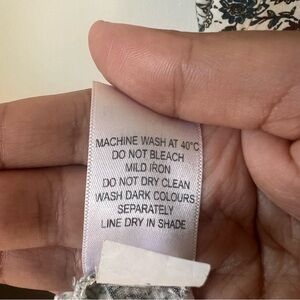 MACHINE WASH AT 40°C
DO NOT BLEACH
MILD IRON
DO NOT DRY CLEAN
WASH DARK COLOURS
SEPARATELY
LINE DRY IN SHADE